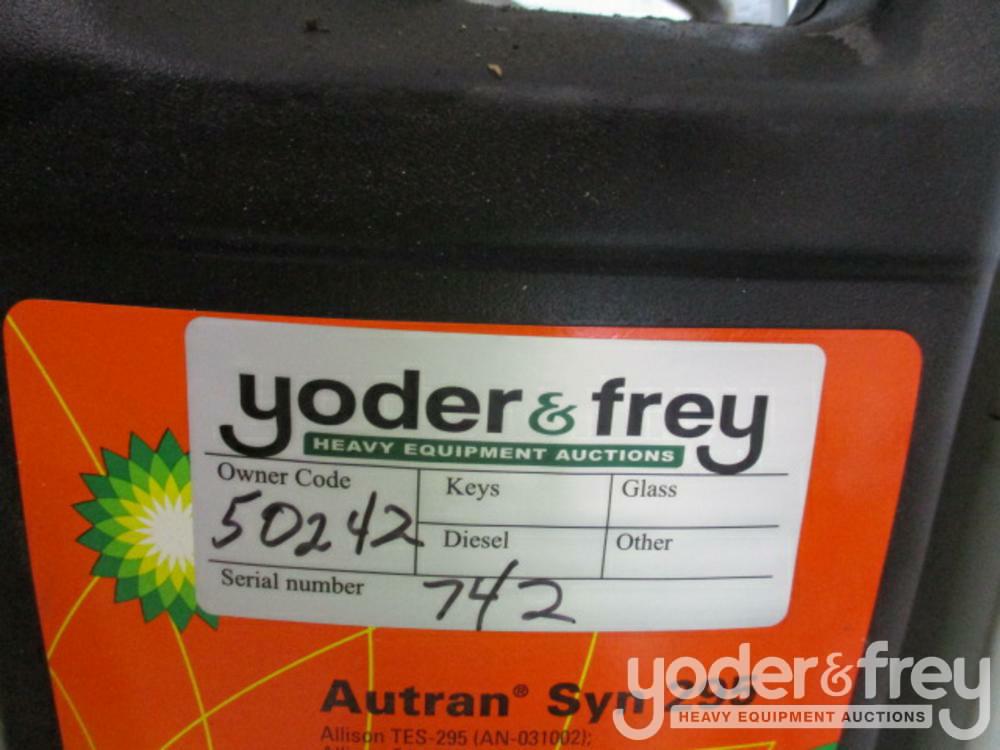 yoder & frey
HEAVY EQUIPMENT AUCTIONS
Owner Code
50242
Keys
Glass
Diesel
Other
Serial number
742
Autran® Syn 295
Allison TES-295 (AN-031002);
yoder & frey
HEAVY EQUIPMENT AUCTIONS